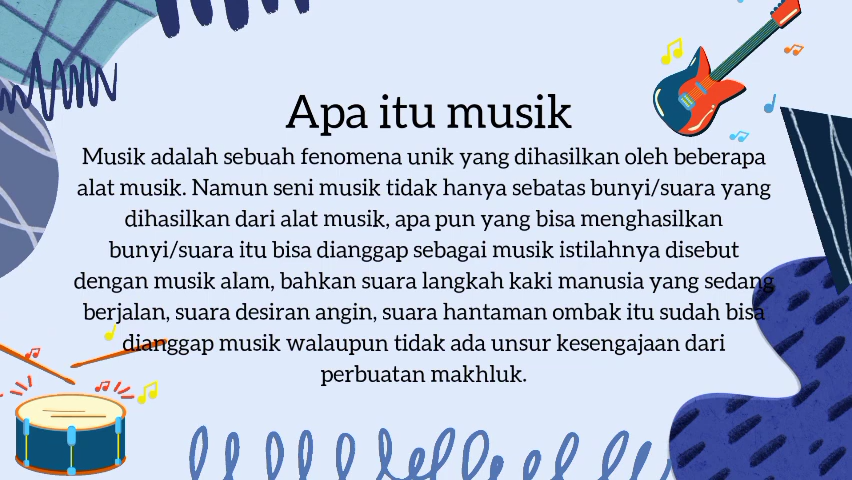 Apa itu musik
Musik adalah sebuah fenomena unik yang dihasilkan oleh beberapa
alat musik. Namun seni musik tidak hanya sebatas bunyi/suara yang
dihasilkan dari alat musik, apa pun yang bisa menghasilkan
bunyi/suara itu bisa dianggap sebagai musik istilahnya disebut
dengan musik alam, bahkan suara langkah kaki manusia yang sedang
berjalan, suara desiran angin, suara hantaman ombak itu sudah bisa
dianggap musik walaupun tidak ada unsur kesengajaan dari
perbuatan makhluk.